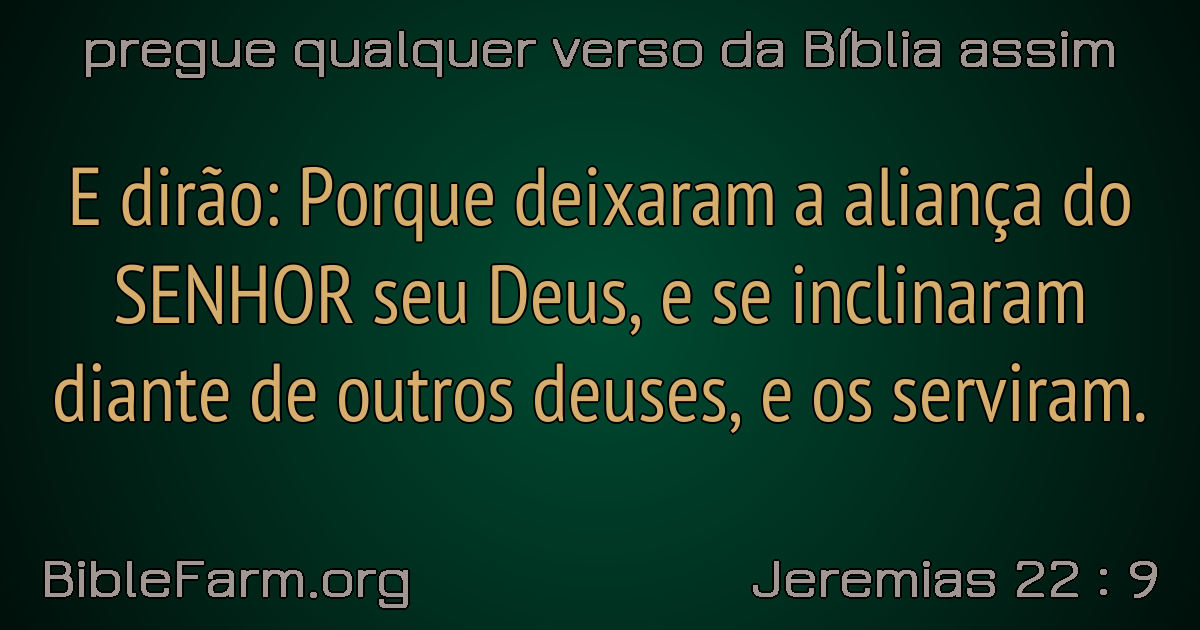 pregue qualquer verso da Bíblia assim
E dirão: Porque deixaram a aliança do
SENHOR seu Deus, e se inclinaram
diante de outros deuses, e os serviram.
BibleFarm.org
Jeremias 22 : 9